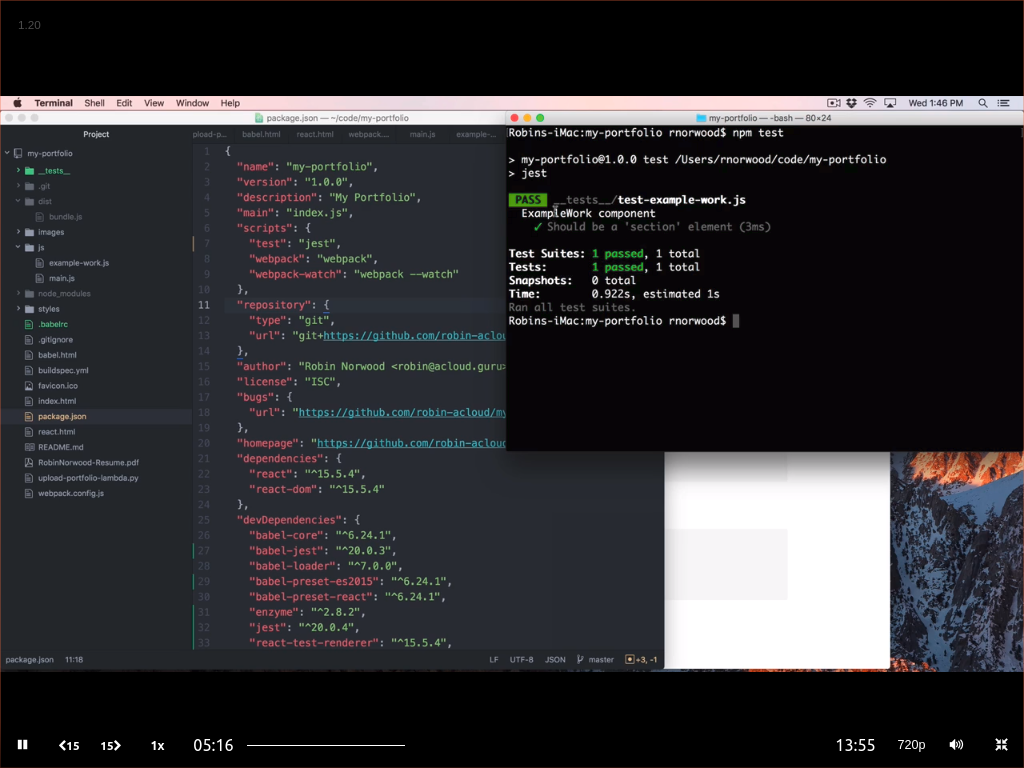 1.20
Terminal Shell Edit View Window Help
Wed 1:46 PM
package.json — ~/code/my-portfolio
my-portfolio — -bash — 80×24
Project
pload-p... babel.html react.html webpack.... main.js example-...
my-portfolio
__tests__
.git
dist
bundle.js
images
js
example-work.js
main.js
node_modules
styles
.babelrc
.gitignore
babel.html
buildspec.yml
favicon.ico
index.html
package.json
react.html
README.md
RobinNorwood-Resume.pdf
upload-portfolio-lambda.py
webpack.config.js
1 {
2 "name": "my-portfolio",
3 "version": "1.0.0",
4 "description": "My Portfolio",
5 "main": "index.js",
6 "scripts": {
7 "test": "jest",
8 "webpack": "webpack",
9 "webpack-watch": "webpack --watch"
10 },
11 "repository": {
12 "type": "git",
13 "url": "git+https://github.com/robin-aclou
14 },
15 "author": "Robin Norwood <robin@acloud.guru>
16 "license": "ISC",
17 "bugs": {
18 "url": "https://github.com/robin-acloud/my
19 },
20 "homepage": "https://github.com/robin-acloud
21 "dependencies": {
22 "react": "^15.5.4",
23 "react-dom": "^15.5.4"
24 },
25 "devDependencies": {
26 "babel-core": "^6.24.1",
27 "babel-jest": "^20.0.3",
28 "babel-loader": "^7.0.0",
29 "babel-preset-es2015": "^6.24.1",
30 "babel-preset-react": "^6.24.1",
31 "enzyme": "^2.8.2",
32 "jest": "^20.0.4",
33 "react-test-renderer": "^15.5.4",
Robins-iMac:my-portfolio rnorwood$ npm test
> my-portfolio@1.0.0 test /Users/rnorwood/code/my-portfolio
> jest
PASS __tests__/test-example-work.js
ExampleWork component
✓ Should be a 'section' element (3ms)
Test Suites: 1 passed, 1 total
Tests: 1 passed, 1 total
Snapshots: 0 total
Time: 0.922s, estimated 1s
Ran all test suites.
Robins-iMac:my-portfolio rnorwood$
package.json 11:18 LF UTF-8 JSON master +3, -1
15 15 1x 05:16 13:55 720p